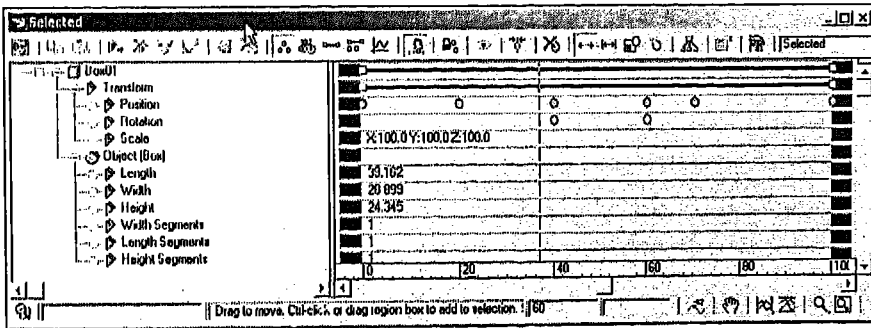 Selected
Selected
Box01
Transform
Position
Rotation
Scale
X:100.0 Y:100.0 Z:100.0
Object (Box)
Length
39.162
Width
20.899
Height
24.345
Width Segments
1
Length Segments
1
Height Segments
1
0 20 40 60 80 100
Drag to move. Ctrl-click or drag region box to add to selection.
60